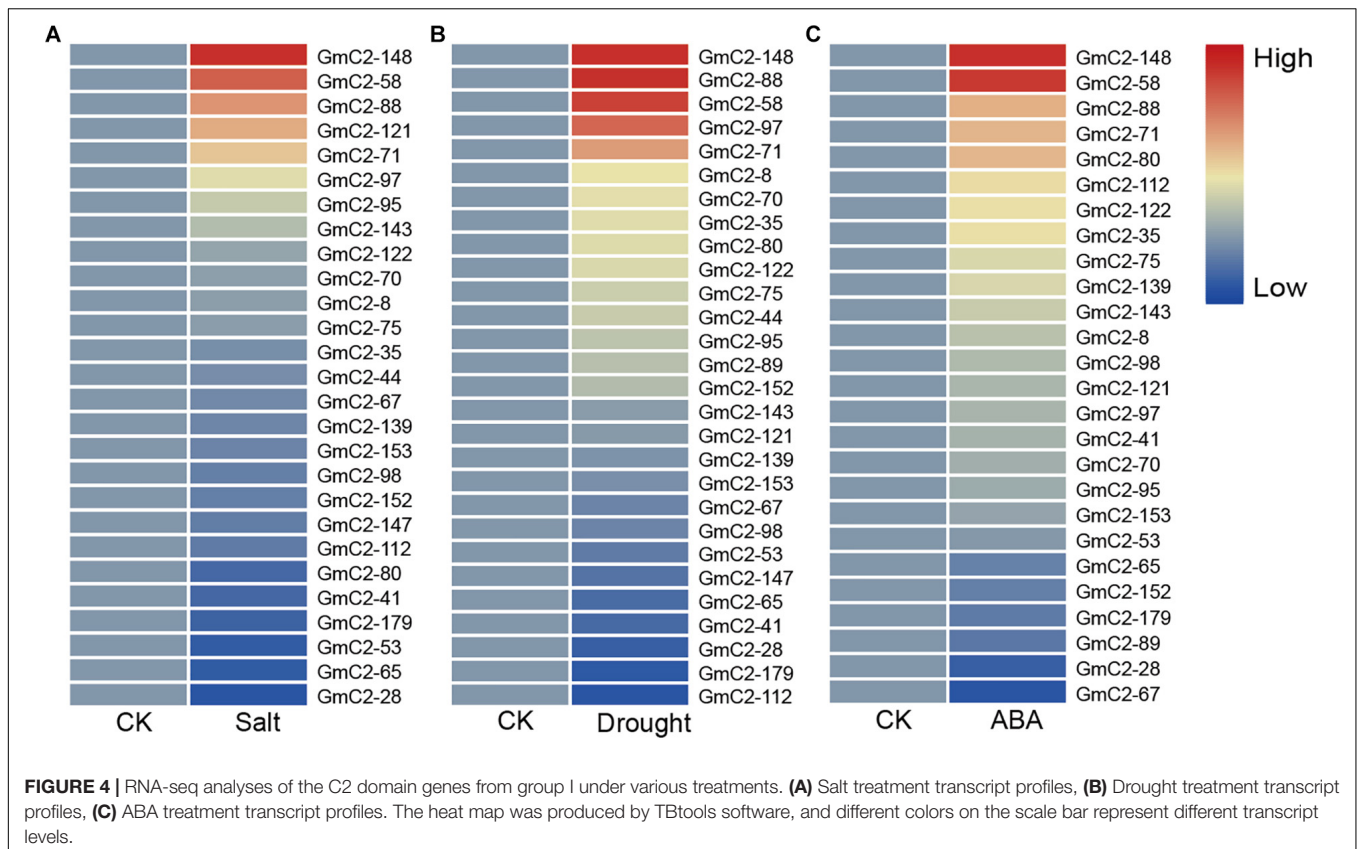 A
GmC2-148
GmC2-58
GmC2-88
GmC2-121
GmC2-71
GmC2-97
GmC2-95
GmC2-143
GmC2-122
GmC2-70
GmC2-8
GmC2-75
GmC2-35
GmC2-44
GmC2-67
GmC2-139
GmC2-153
GmC2-98
GmC2-152
GmC2-147
GmC2-112
GmC2-80
GmC2-41
GmC2-179
GmC2-53
GmC2-65
GmC2-28
CK Salt
B
GmC2-148
GmC2-88
GmC2-58
GmC2-97
GmC2-71
GmC2-8
GmC2-70
GmC2-35
GmC2-80
GmC2-122
GmC2-75
GmC2-44
GmC2-95
GmC2-89
GmC2-152
GmC2-143
GmC2-121
GmC2-139
GmC2-153
GmC2-67
GmC2-98
GmC2-53
GmC2-147
GmC2-65
GmC2-41
GmC2-28
GmC2-179
GmC2-112
CK Drought
C
GmC2-148
GmC2-58
GmC2-88
GmC2-71
GmC2-80
GmC2-112
GmC2-122
GmC2-35
GmC2-75
GmC2-139
GmC2-143
GmC2-8
GmC2-98
GmC2-121
GmC2-97
GmC2-41
GmC2-70
GmC2-95
GmC2-153
GmC2-53
GmC2-65
GmC2-152
GmC2-179
GmC2-89
GmC2-28
GmC2-67
CK ABA
High
Low
FIGURE 4 | RNA-seq analyses of the C2 domain genes from group I under various treatments. (A) Salt treatment transcript profiles, (B) Drought treatment transcript
profiles, (C) ABA treatment transcript profiles. The heat map was produced by TBtools software, and different colors on the scale bar represent different transcript
levels.